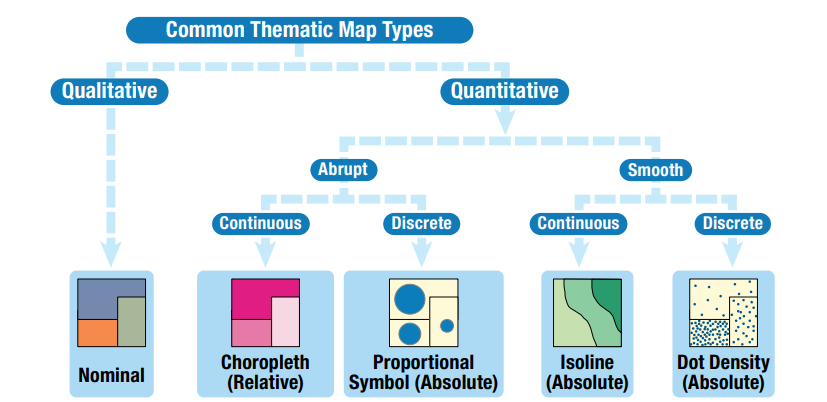 Common Thematic Map Types
Qualitative
Quantitative
Abrupt
Smooth
Continuous
Discrete
Continuous
Discrete
Nominal
Choropleth
(Relative)
Proportional
Symbol (Absolute)
Isoline
(Absolute)
Dot Density
(Absolute)